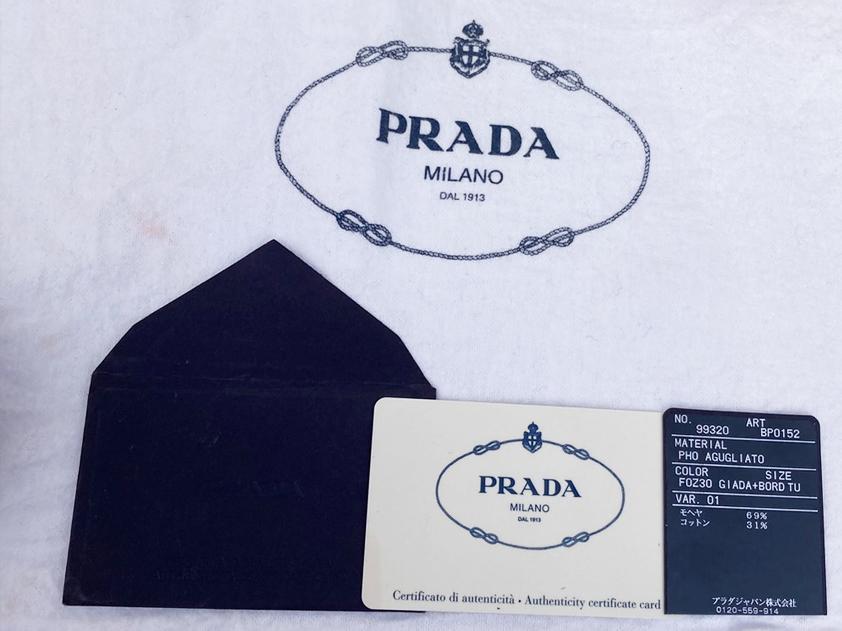 PRADA
MILANO
DAL 1913
PRADA
MILANO
DAL 1913
Certificato di autenticità · Authenticity certificate card
NO. ART
99320 BP0152
MATERIAL
PHO AGUGLIATO
COLOR SIZE
F0Z30 GIADA+BORD TU
VAR. 01
モヘヤ 69%
コットン 31%
プラダジャパン株式会社
0120-559-914